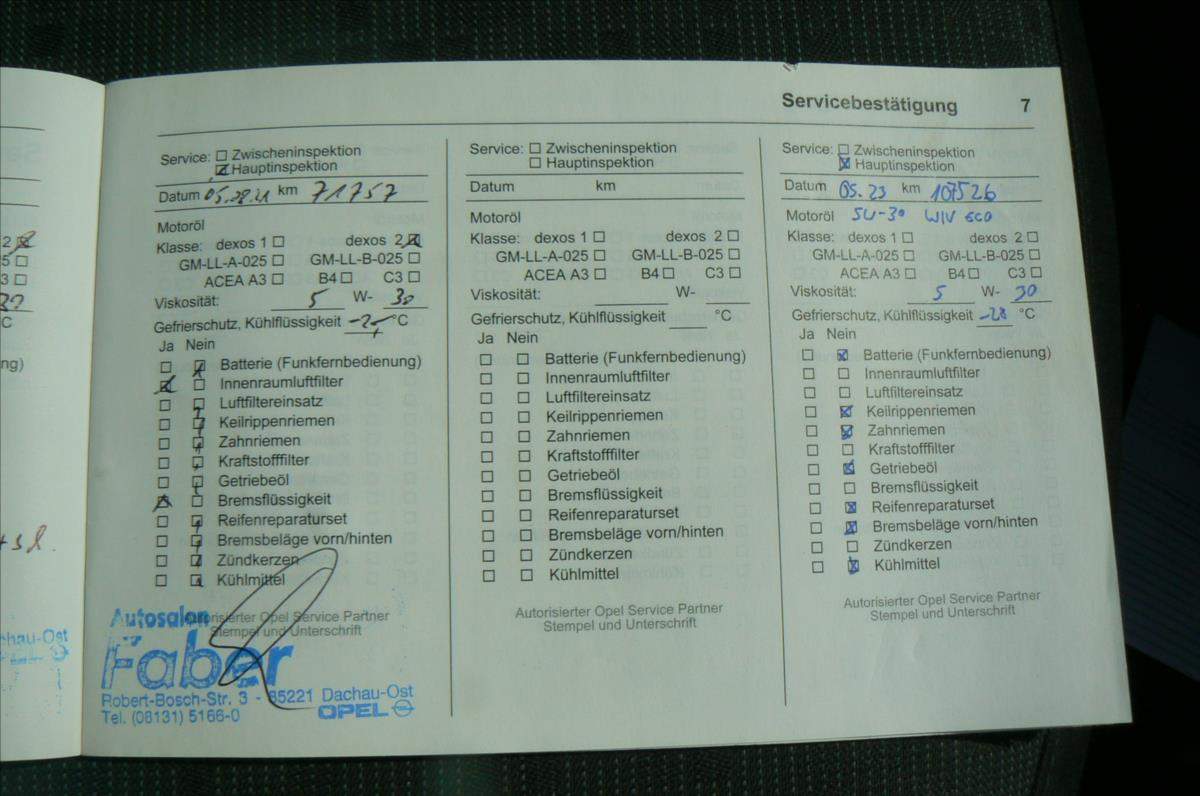 Servicebestätigung 7
Service: Zwischeninspektion
Hauptinspektion
Datum 05.08.21 km 71757
Motoröl
Klasse: dexos 1 dexos 2
GM-LL-A-025 GM-LL-B-025
ACEA A3 B4 C3
Viskosität: 5 W- 30
Gefrierschutz, Kühlflüssigkeit °C
Ja Nein
Batterie (Funkfernbedienung)
Innenraumluftfilter
Luftfiltereinsatz
Keilrippenriemen
Zahnriemen
Kraftstofffilter
Getriebeöl
Bremsflüssigkeit
Reifenreparaturset
Bremsbeläge vorn/hinten
Zündkerzen
Kühlmittel
Autorisierter Opel Service Partner
Stempel und Unterschrift
Autosalon
Faber
Robert-Bosch-Str. 3 - 85221 Dachau-Ost
Tel. (08131) 5166-0 OPEL
Service: Zwischeninspektion
Hauptinspektion
Datum km
Motoröl
Klasse: dexos 1 dexos 2
GM-LL-A-025 GM-LL-B-025
ACEA A3 B4 C3
Viskosität: W-
Gefrierschutz, Kühlflüssigkeit °C
Ja Nein
Batterie (Funkfernbedienung)
Innenraumluftfilter
Luftfiltereinsatz
Keilrippenriemen
Zahnriemen
Kraftstofffilter
Getriebeöl
Bremsflüssigkeit
Reifenreparaturset
Bremsbeläge vorn/hinten
Zündkerzen
Kühlmittel
Autorisierter Opel Service Partner
Stempel und Unterschrift
Service: Zwischeninspektion
Hauptinspektion
Datum 05.23 km 107526
Motoröl 5W-30
Klasse: dexos 1 dexos 2
GM-LL-A-025 GM-LL-B-025
ACEA A3 B4 C3
Viskosität: 5 W- 30
Gefrierschutz, Kühlflüssigkeit -28 °C
Ja Nein
Batterie (Funkfernbedienung)
Innenraumluftfilter
Luftfiltereinsatz
Keilrippenriemen
Zahnriemen
Kraftstofffilter
Getriebeöl
Bremsflüssigkeit
Reifenreparaturset
Bremsbeläge vorn/hinten
Zündkerzen
Kühlmittel
Autorisierter Opel Service Partner
Stempel und Unterschrift